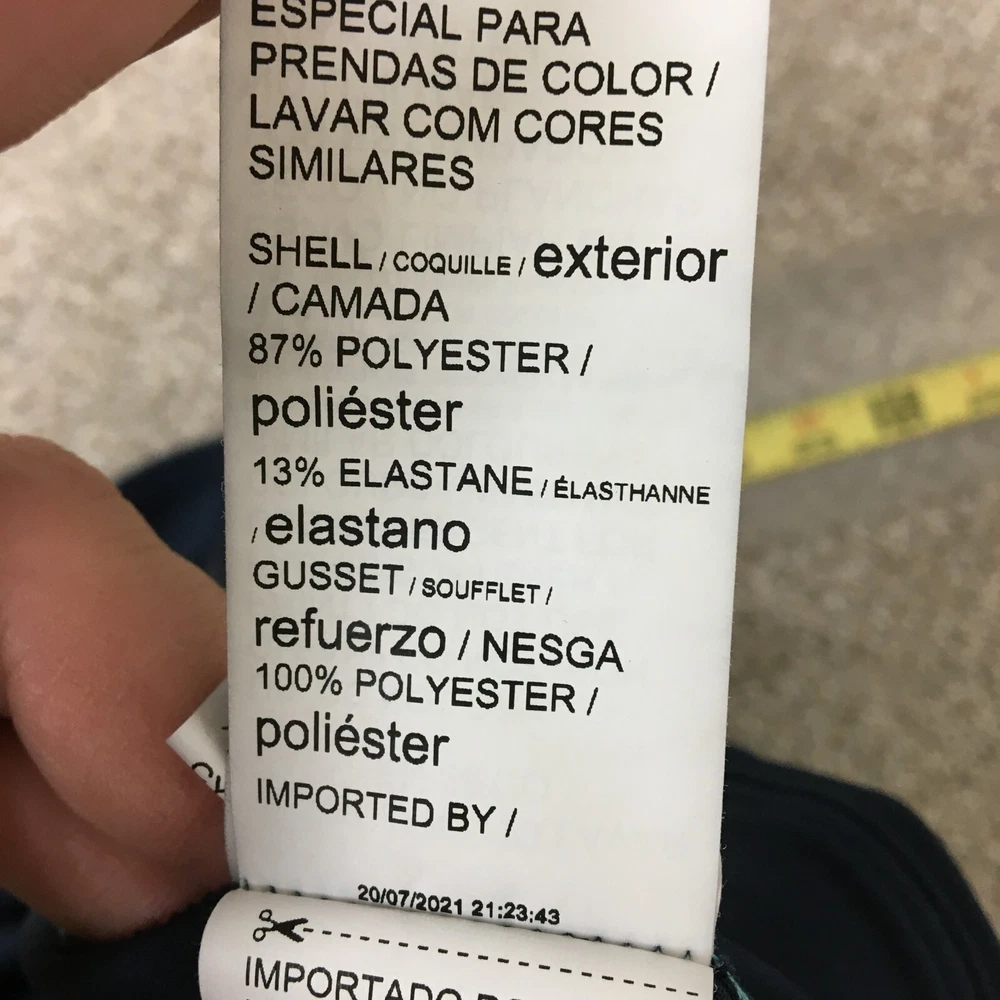 ESPECIAL PARA
PRENDAS DE COLOR /
LAVAR COM CORES
SIMILARES
SHELL / COQUILLE / exterior
/ CAMADA
87% POLYESTER /
poliéster
13% ELASTANE / ÉLASTHANNE
/ elastano
GUSSET / SOUFFLET /
refuerzo / NESGA
100% POLYESTER /
poliéster
IMPORTED BY /
20/07/2021 21:23:43
IMPORTADO